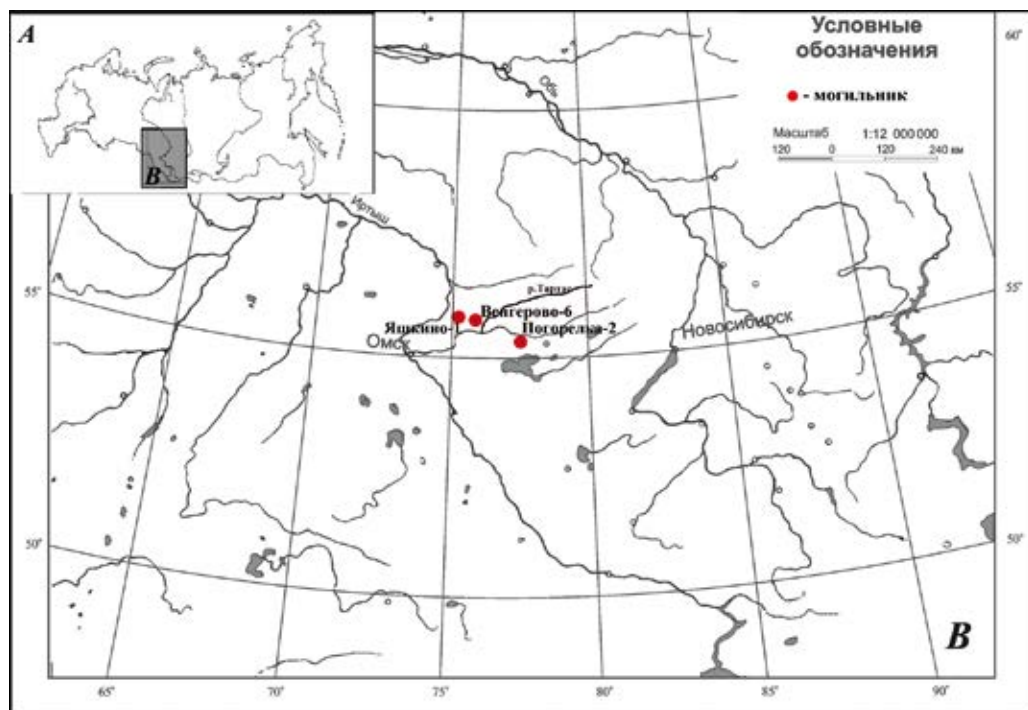 A
B
Условные
обозначения
- могильник
Масштаб 1:12 000 000
120 0 120 240 км
60°
Обь
Иртыш
55°
55°
р.Тартас
Венгерово-6
Яшкино-1
Погорелка-2
Омск
Новосибирск
50°
50°
B
65°
70°
75°
80°
85°
90°